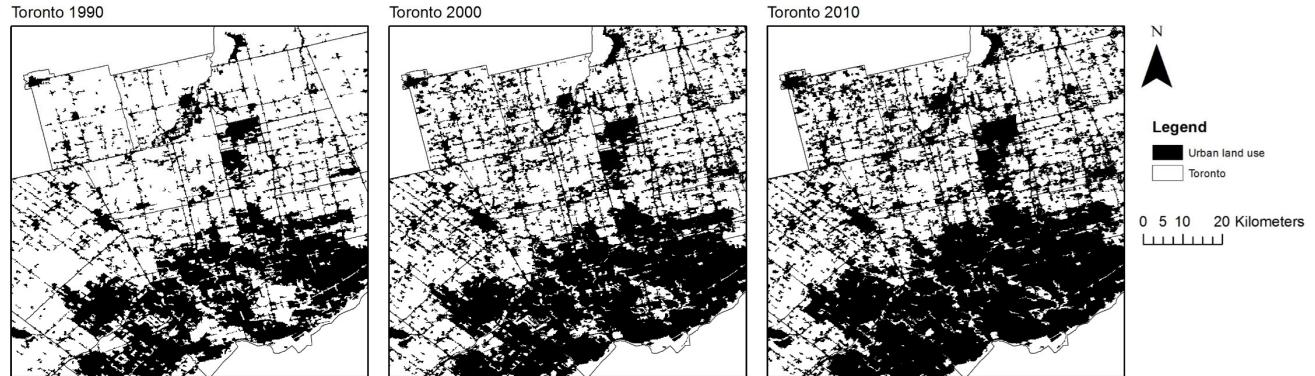 Toronto 1990
Toronto 2000
Toronto 2010
N
Legend
Urban land use
Toronto
0 5 10 20 Kilometers